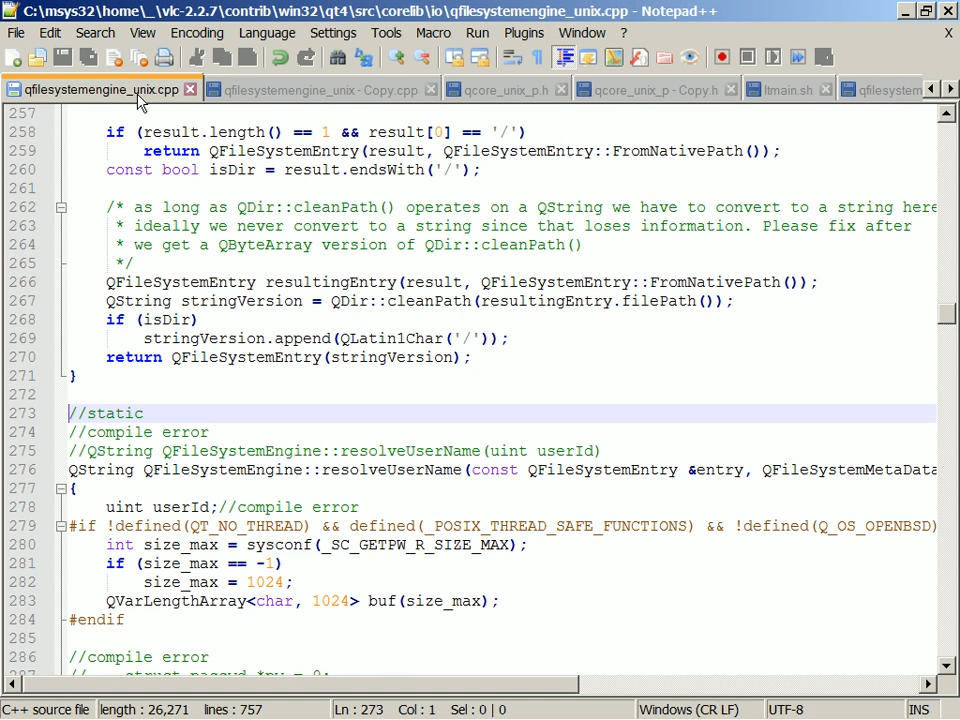 C:\msys32\home\_\vlc-2.2.7\contrib\win32\qt4\src\corelib\io\qfilesystemengine_unix.cpp - Notepad++
File Edit Search View Encoding Language Settings Tools Macro Run Plugins Window ? X
qfilesystemengine_unix.cpp qfilesystemengine_unix - Copy.cpp qcore_unix_p.h qcore_unix_p - Copy.h ltmain.sh qfilesystem
257
258 if (result.length() == 1 && result[0] == '/')
259 return QFileSystemEntry(result, QFileSystemEntry::FromNativePath());
260 const bool isDir = result.endsWith('/');
261
262 /* as long as QDir::cleanPath() operates on a QString we have to convert to a string here
263 * ideally we never convert to a string since that loses information. Please fix after
264 * we get a QByteArray version of QDir::cleanPath()
265 */
266 QFileSystemEntry resultingEntry(result, QFileSystemEntry::FromNativePath());
267 QString stringVersion = QDir::cleanPath(resultingEntry.filePath());
268 if (isDir)
269 stringVersion.append(QLatin1Char('/'));
270 return QFileSystemEntry(stringVersion);
271 }
272
273 //static
274 //compile error
275 //QString QFileSystemEngine::resolveUserName(uint userId)
276 QString QFileSystemEngine::resolveUserName(const QFileSystemEntry &entry, QFileSystemMetaData
277 {
278 uint userId;//compile error
279 #if !defined(QT_NO_THREAD) && defined(_POSIX_THREAD_SAFE_FUNCTIONS) && !defined(Q_OS_OPENBSD)
280 int size_max = sysconf(_SC_GETPW_R_SIZE_MAX);
281 if (size_max == -1)
282 size_max = 1024;
283 QVarLengthArray<char, 1024> buf(size_max);
284 #endif
285
286 //compile error
287 // struct passwd *pw = 0;
C++ source file length : 26,271 lines : 757 Ln : 273 Col : 1 Sel : 0 | 0 Windows (CR LF) UTF-8 INS